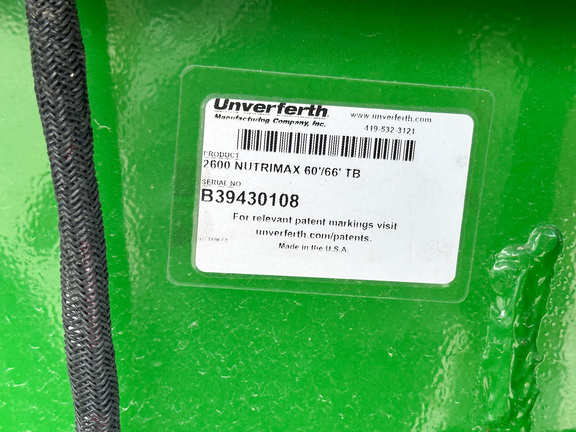 Unverferth
www.unverferth.com
Manufacturing Company, Inc.
419-532-3121
PRODUCT
2600 NUTRIMAX 60'/66' TB
SERIAL NO
B39430108
For relevant patent markings visit
unverferth.com/patents.
Made in the U.S.A.